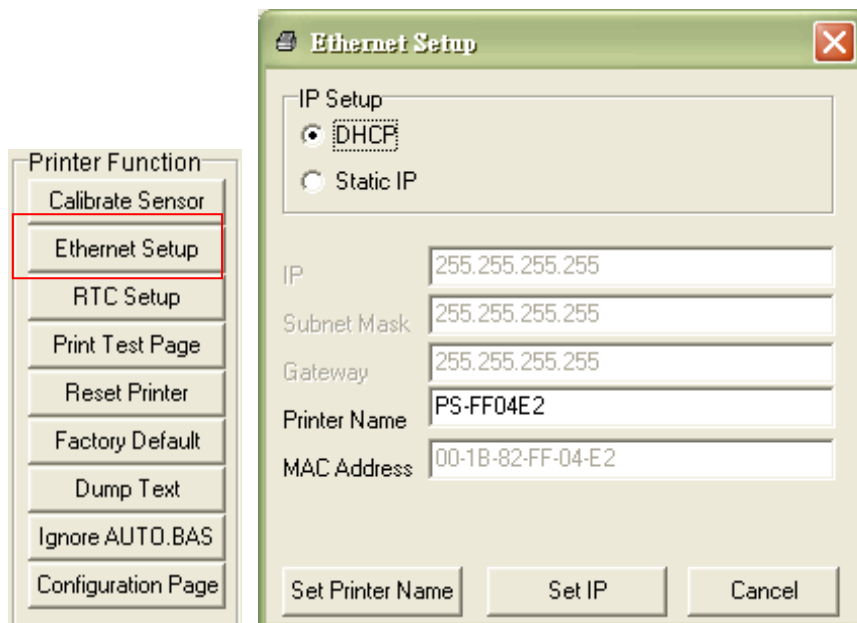 Printer Function
Calibrate Sensor
Ethernet Setup
RTC Setup
Print Test Page
Reset Printer
Factory Default
Dump Text
Ignore AUTO.BAS
Configuration Page
Ethernet Setup
IP Setup
DHCP
Static IP
IP 255.255.255.255
Subnet Mask 255.255.255.255
Gateway 255.255.255.255
Printer Name PS-FF04E2
MAC Address 00-1B-82-FF-04-E2
Set Printer Name Set IP Cancel